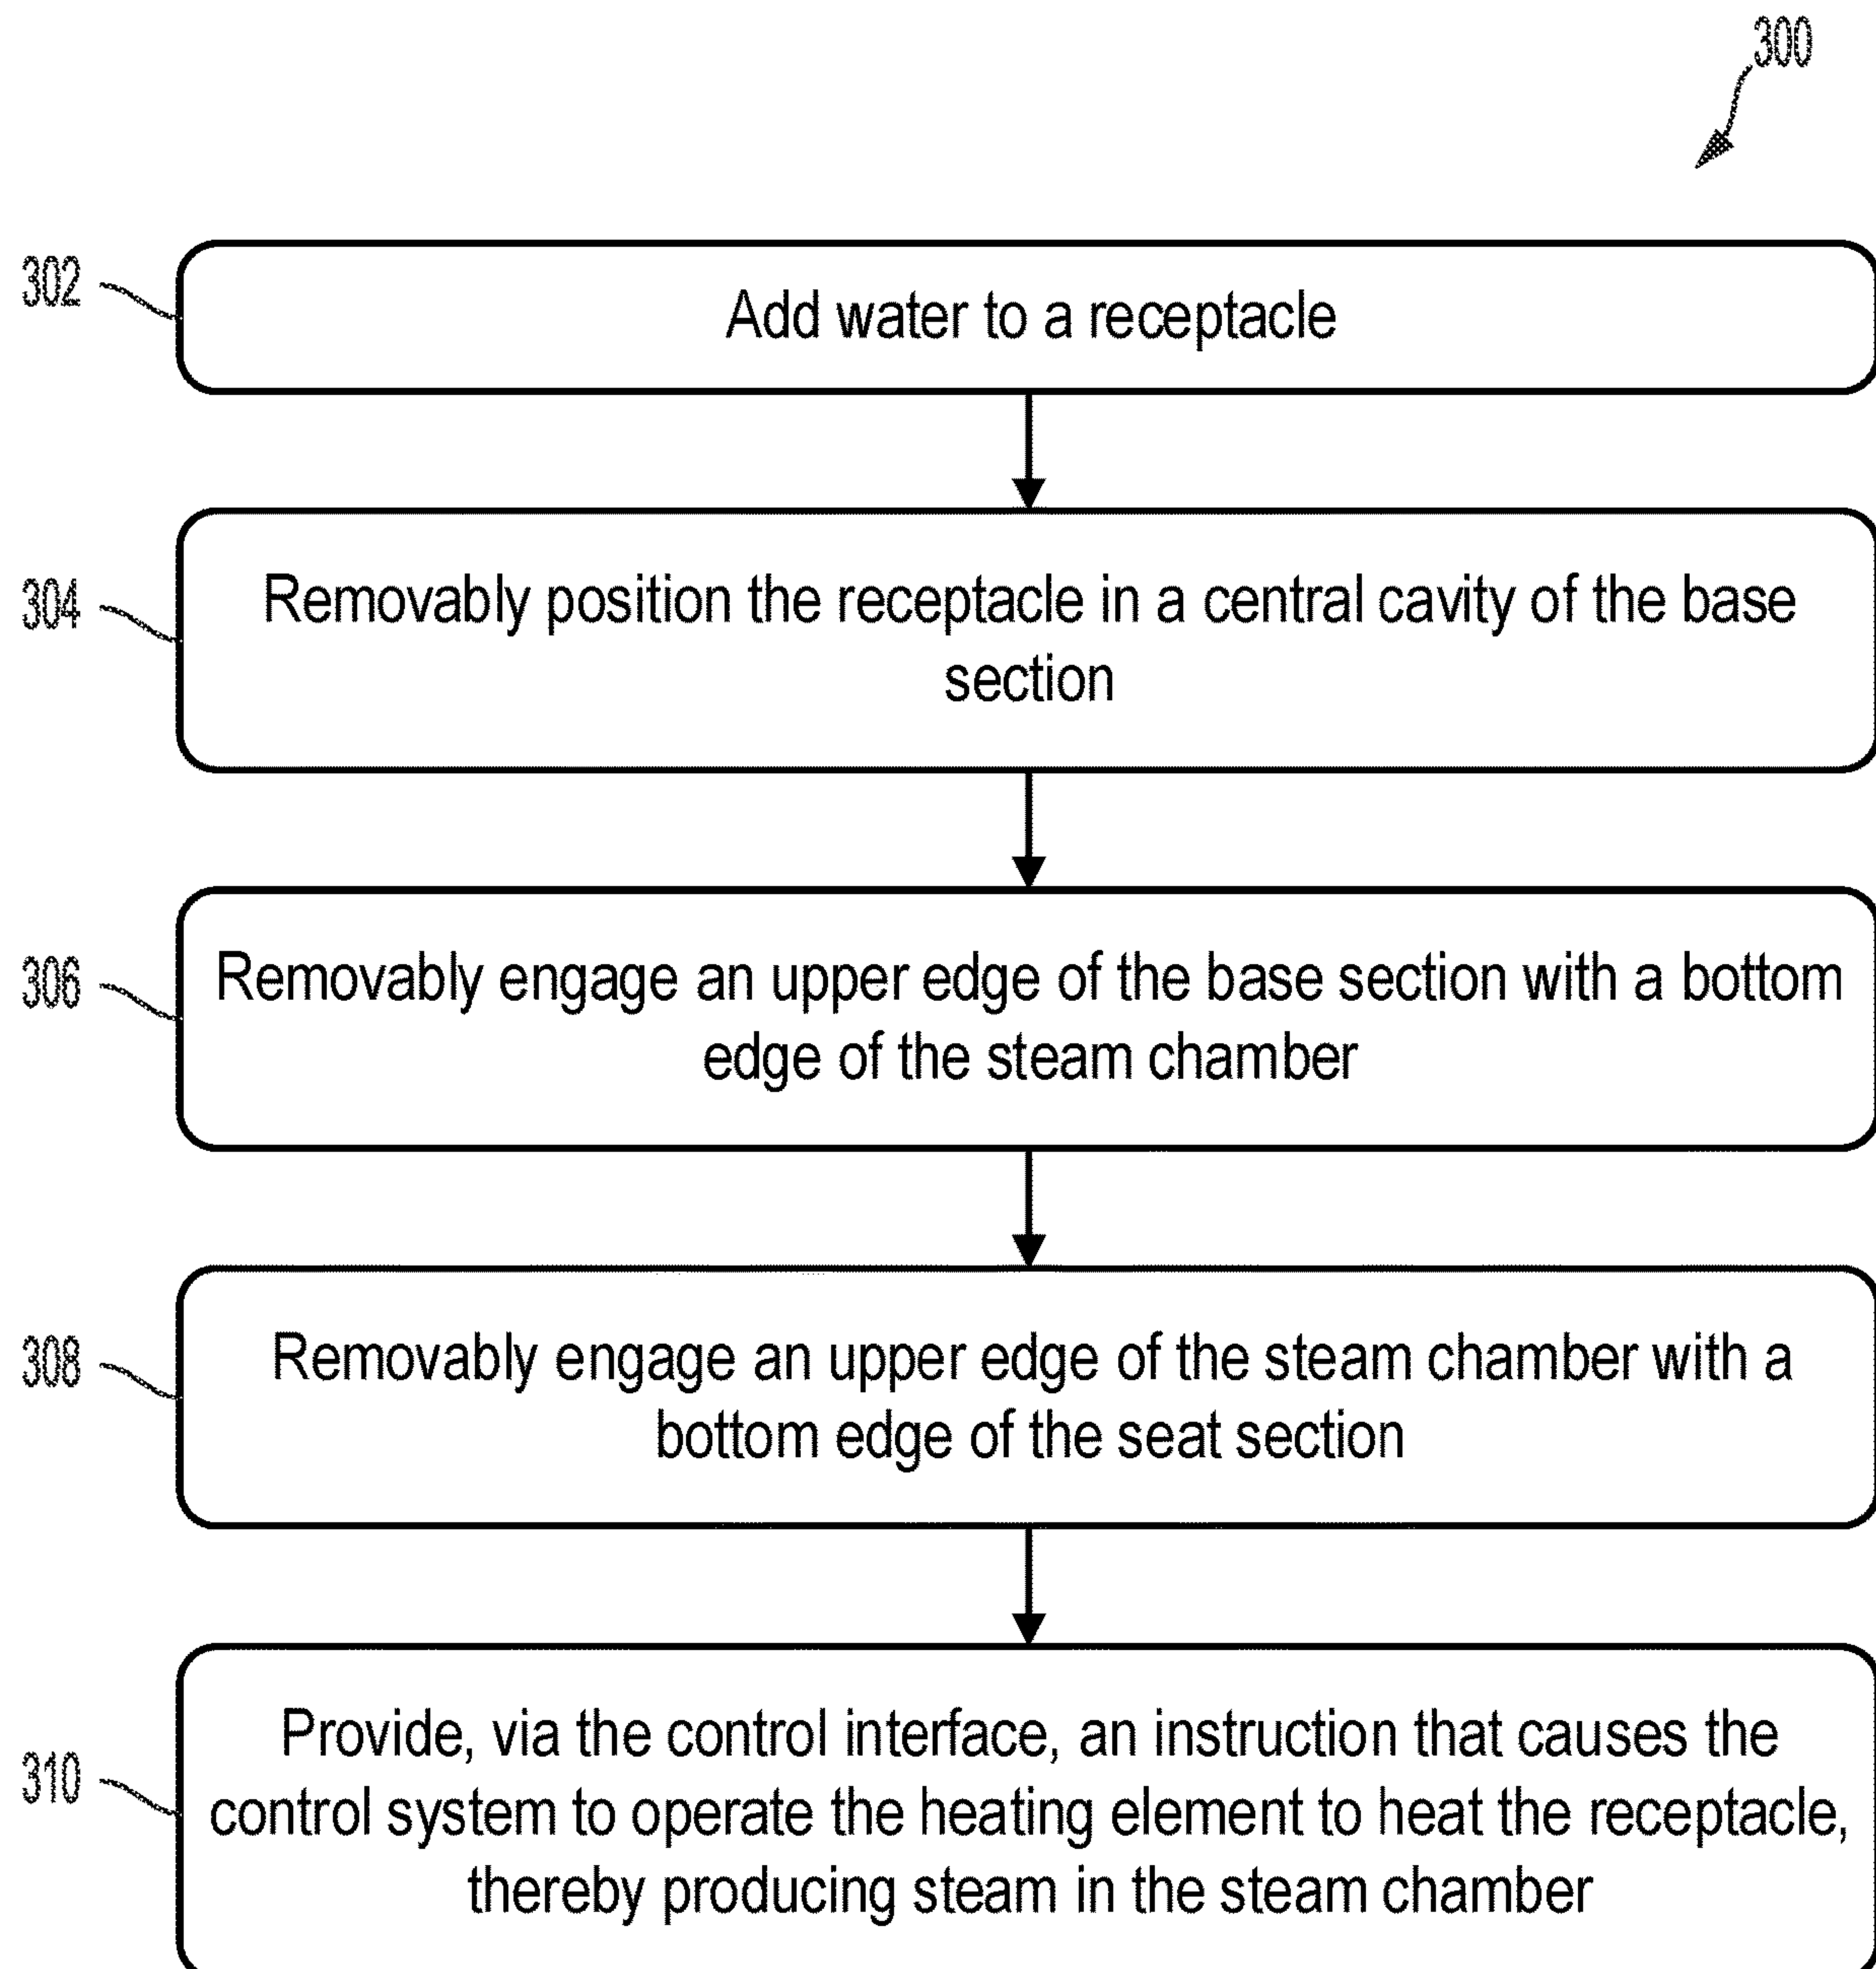 300
302
Add water to a receptacle
304
Removably position the receptacle in a central cavity of the base
section
306
Removably engage an upper edge of the base section with a bottom
edge of the steam chamber
308
Removably engage an upper edge of the steam chamber with a
bottom edge of the seat section
310
Provide, via the control interface, an instruction that causes the
control system to operate the heating element to heat the receptacle,
thereby producing steam in the steam chamber